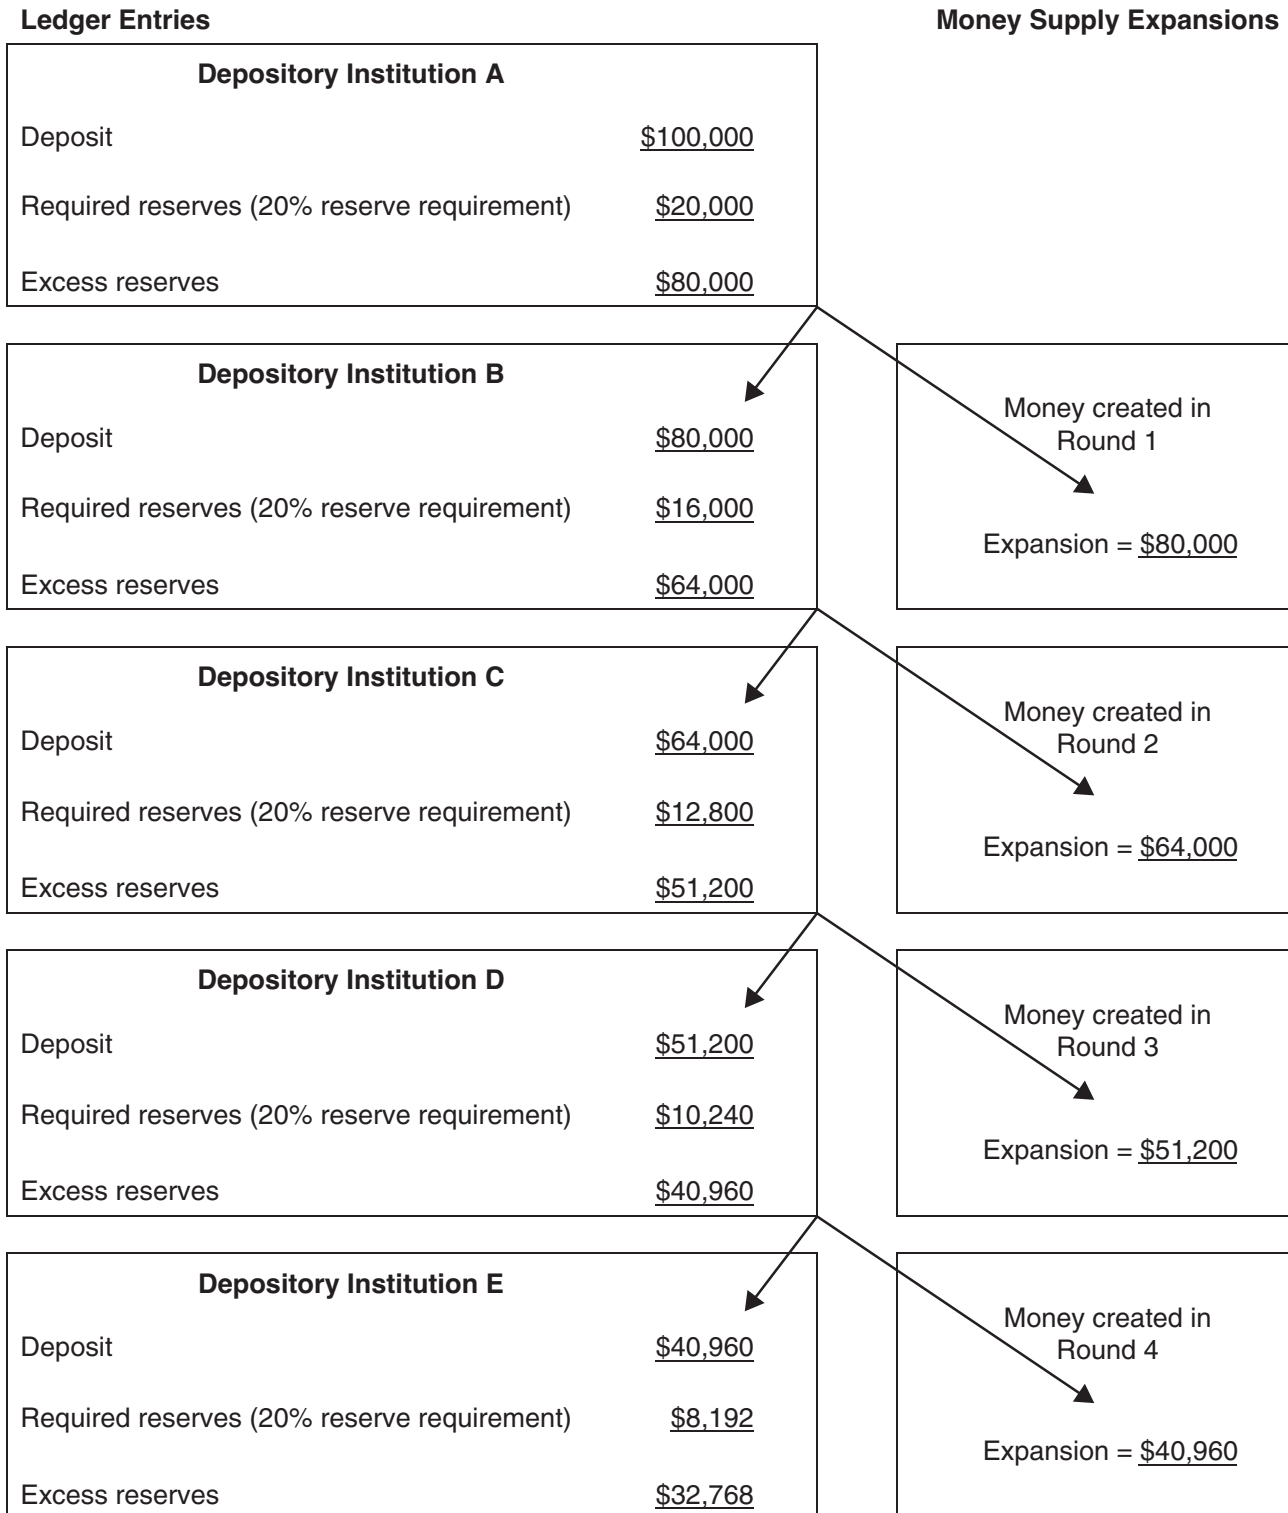 Ledger Entries
Money Supply Expansions
Depository Institution A
Deposit $100,000
Required reserves (20% reserve requirement) $20,000
Excess reserves $80,000
Depository Institution B
Deposit $80,000
Required reserves (20% reserve requirement) $16,000
Excess reserves $64,000
Money created in
Round 1
Expansion = $80,000
Depository Institution C
Deposit $64,000
Required reserves (20% reserve requirement) $12,800
Excess reserves $51,200
Money created in
Round 2
Expansion = $64,000
Depository Institution D
Deposit $51,200
Required reserves (20% reserve requirement) $10,240
Excess reserves $40,960
Money created in
Round 3
Expansion = $51,200
Depository Institution E
Deposit $40,960
Required reserves (20% reserve requirement) $8,192
Excess reserves $32,768
Money created in
Round 4
Expansion = $40,960